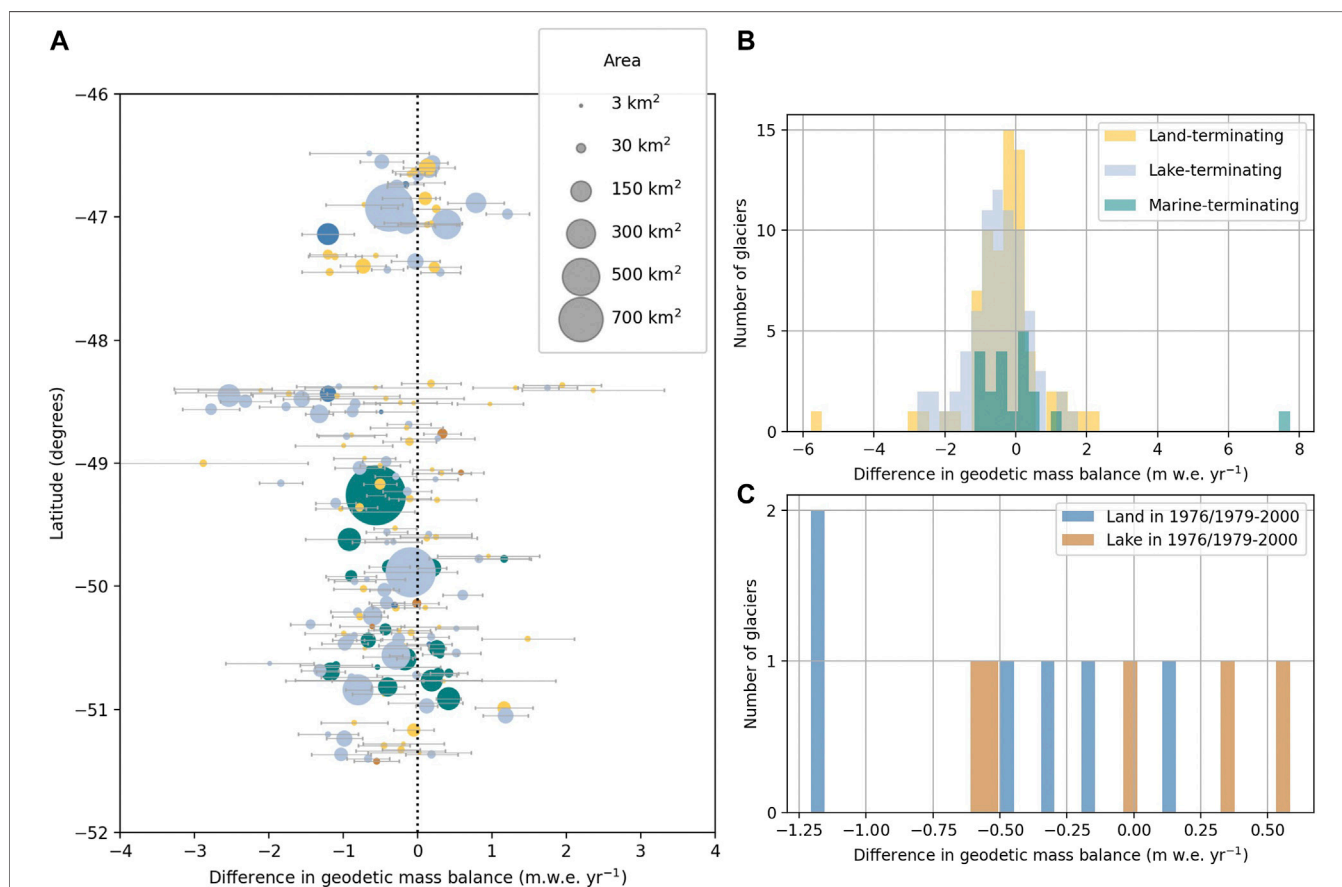 A
Area
3 km²
30 km²
150 km²
300 km²
500 km²
700 km²
−46
−47
−48
−49
−50
−51
−52
Latitude (degrees)
−4
−3
−2
−1
0
1
2
3
4
Difference in geodetic mass balance (m.w.e. yr⁻¹)
B
Land-terminating
Lake-terminating
Marine-terminating
15
10
5
0
Number of glaciers
−6
−4
−2
0
2
4
6
8
Difference in geodetic mass balance (m w.e. yr⁻¹)
C
Land in 1976/1979-2000
Lake in 1976/1979-2000
2
1
0
Number of glaciers
−1.25
−1.00
−0.75
−0.50
−0.25
0.00
0.25
0.50
Difference in geodetic mass balance (m w.e. yr⁻¹)